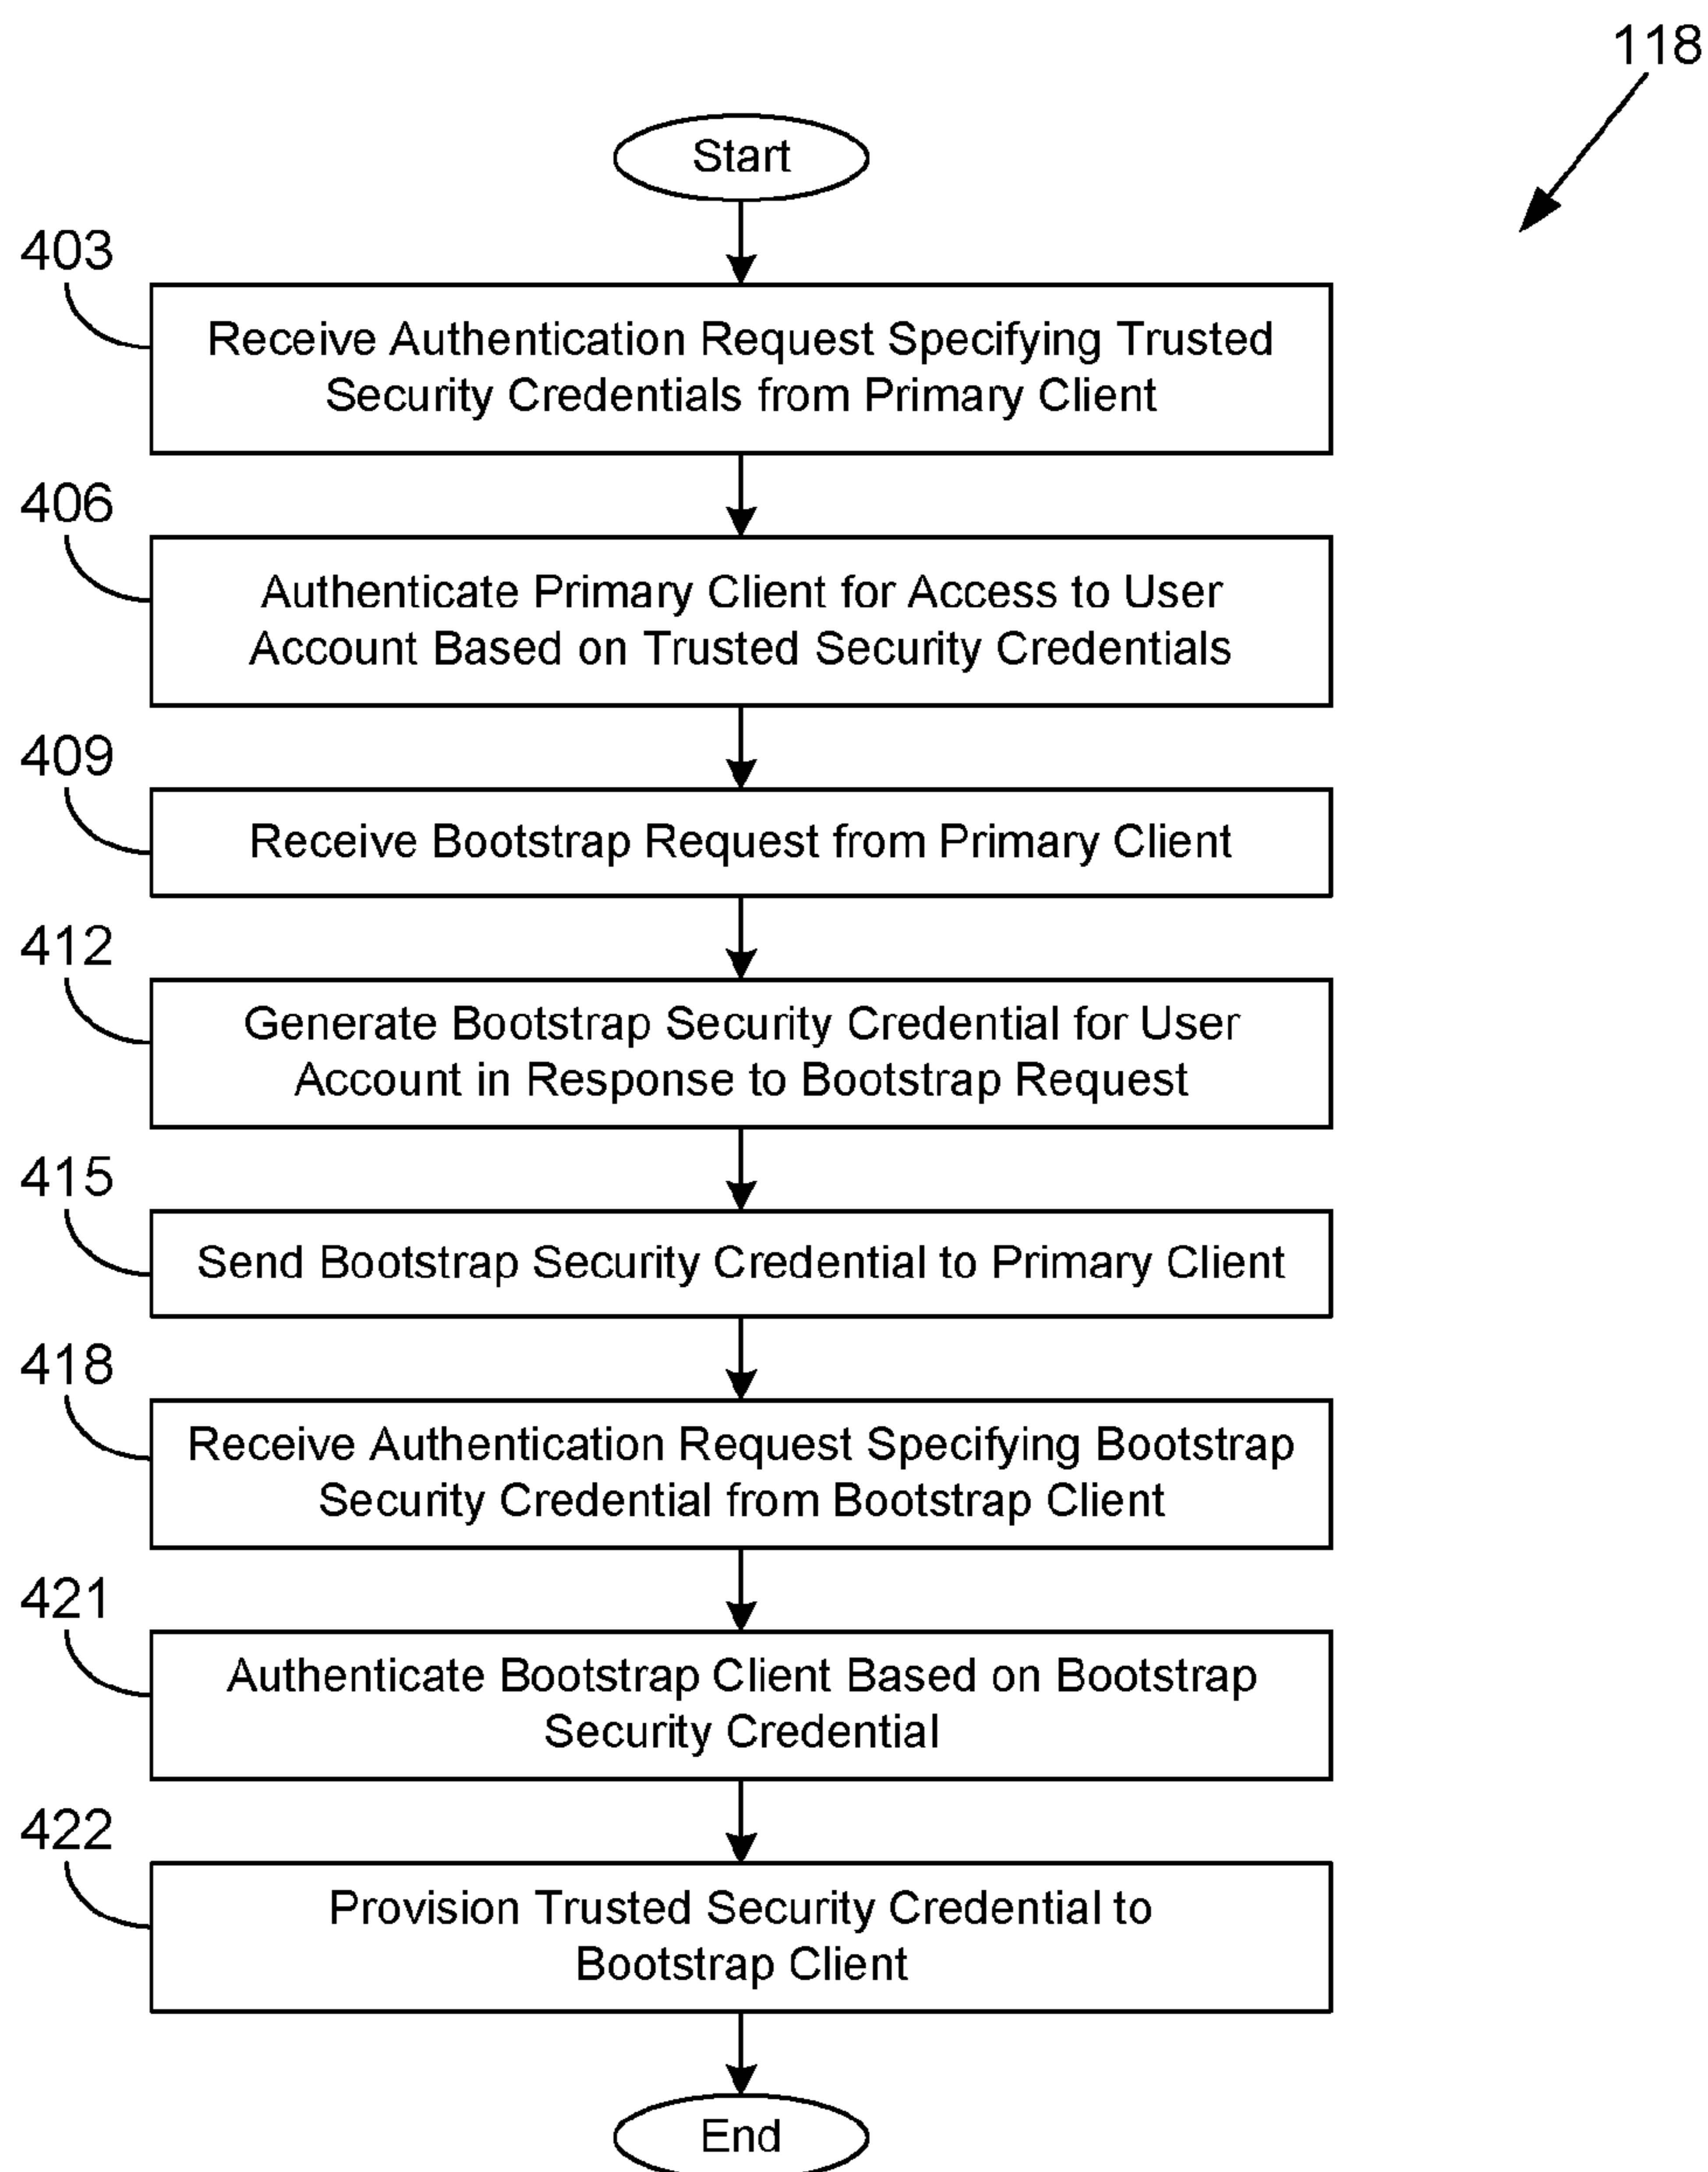 118
Start
403
Receive Authentication Request Specifying Trusted
Security Credentials from Primary Client
406
Authenticate Primary Client for Access to User
Account Based on Trusted Security Credentials
409
Receive Bootstrap Request from Primary Client
412
Generate Bootstrap Security Credential for User
Account in Response to Bootstrap Request
415
Send Bootstrap Security Credential to Primary Client
418
Receive Authentication Request Specifying Bootstrap
Security Credential from Bootstrap Client
421
Authenticate Bootstrap Client Based on Bootstrap
Security Credential
422
Provision Trusted Security Credential to
Bootstrap Client
End